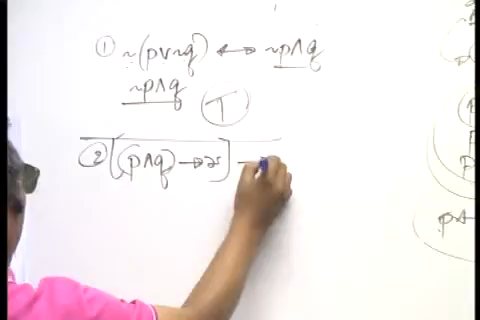 ① ~(p∨~q) ↔ ~p∧q
~p∧q Ⓣ
② [(p∧q)→r] –